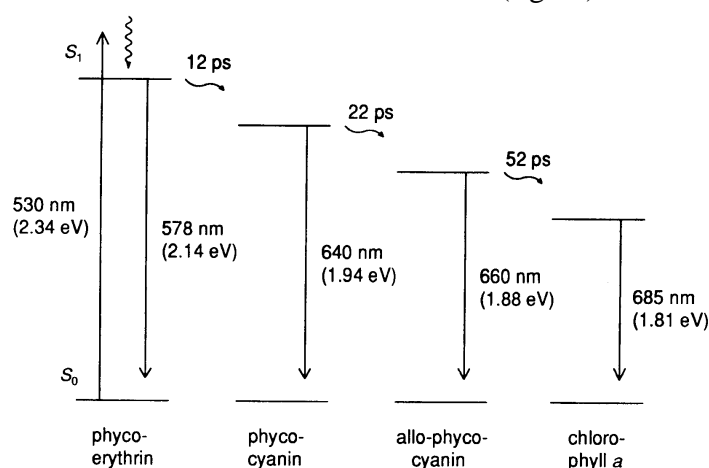 S₁
12 ps
22 ps
52 ps
530 nm
(2.34 eV)
578 nm
(2.14 eV)
640 nm
(1.94 eV)
660 nm
(1.88 eV)
685 nm
(1.81 eV)
S₀
phyco-
erythrin
phyco-
cyanin
allo-phyco-
cyanin
chloro-
phyll a